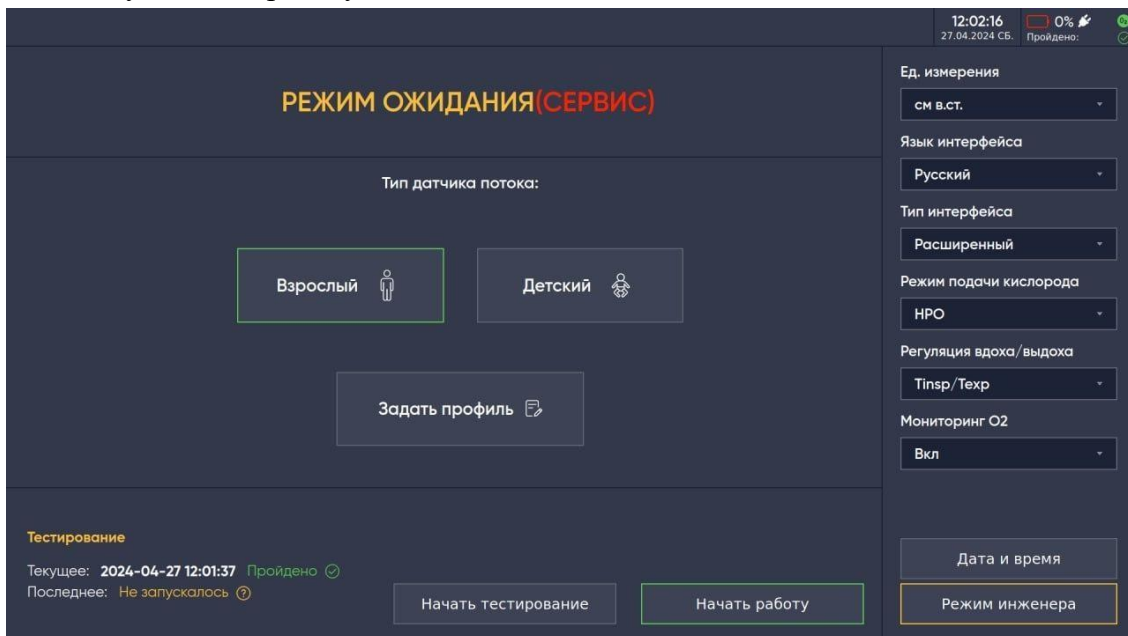 12:02:16
27.04.2024 СБ.
0%
Пройдено:
РЕЖИМ ОЖИДАНИЯ(СЕРВИС)
Тип датчика потока:
Взрослый
Детский
Задать профиль
Тестирование
Текущее: 2024-04-27 12:01:37 Пройдено
Последнее: Не запускалось
Начать тестирование
Начать работу
Ед. измерения
см в.ст.
Язык интерфейса
Русский
Тип интерфейса
Расширенный
Режим подачи кислорода
HPO
Регуляция вдоха/выдоха
Tinsp/Texp
Мониторинг O2
Вкл
Дата и время
Режим инженера